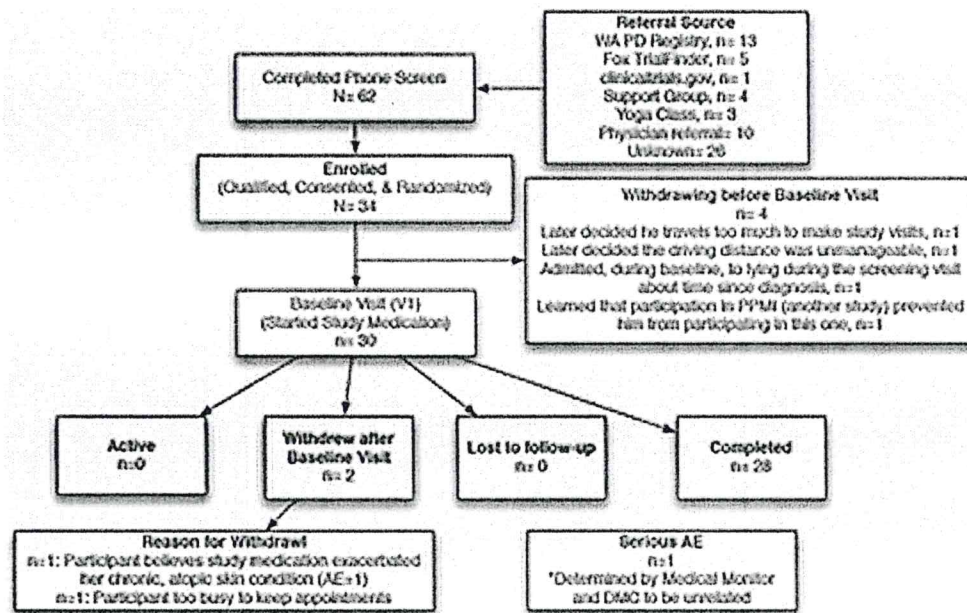 Referral Source
WA PD Registry, n= 13
Fox TrialFinder, n= 5
clinicaltrials.gov, n= 1
Support Group, n= 4
Yoga Class, n= 3
Physician referral= 10
Unknown= 26
Completed Phone Screen
N= 62
Enrolled
(Qualified, Consented, & Randomized)
N= 34
Withdrawing before Baseline Visit
n= 4
Later decided he travels too much to make study visits, n=1
Later decided the driving distance was unmanageable, n=1
Admitted, during baseline, to lying during the screening visit
about time since diagnosis, n=1
Learned that participation in PPMI (another study) prevented
him from participating in this one, n=1
Baseline Visit (V1)
(Started Study Medication)
n= 30
Active
n=0
Withdrew after
Baseline Visit
n= 2
Lost to follow-up
n= 0
Completed
n= 28
Reason for Withdrawl
n=1: Participant believes study medication exacerbated
her chronic, atopic skin condition (AE=1)
n=1: Participant too busy to keep appointments
Serious AE
n=1
*Determined by Medical Monitor
and DMC to be unrelated